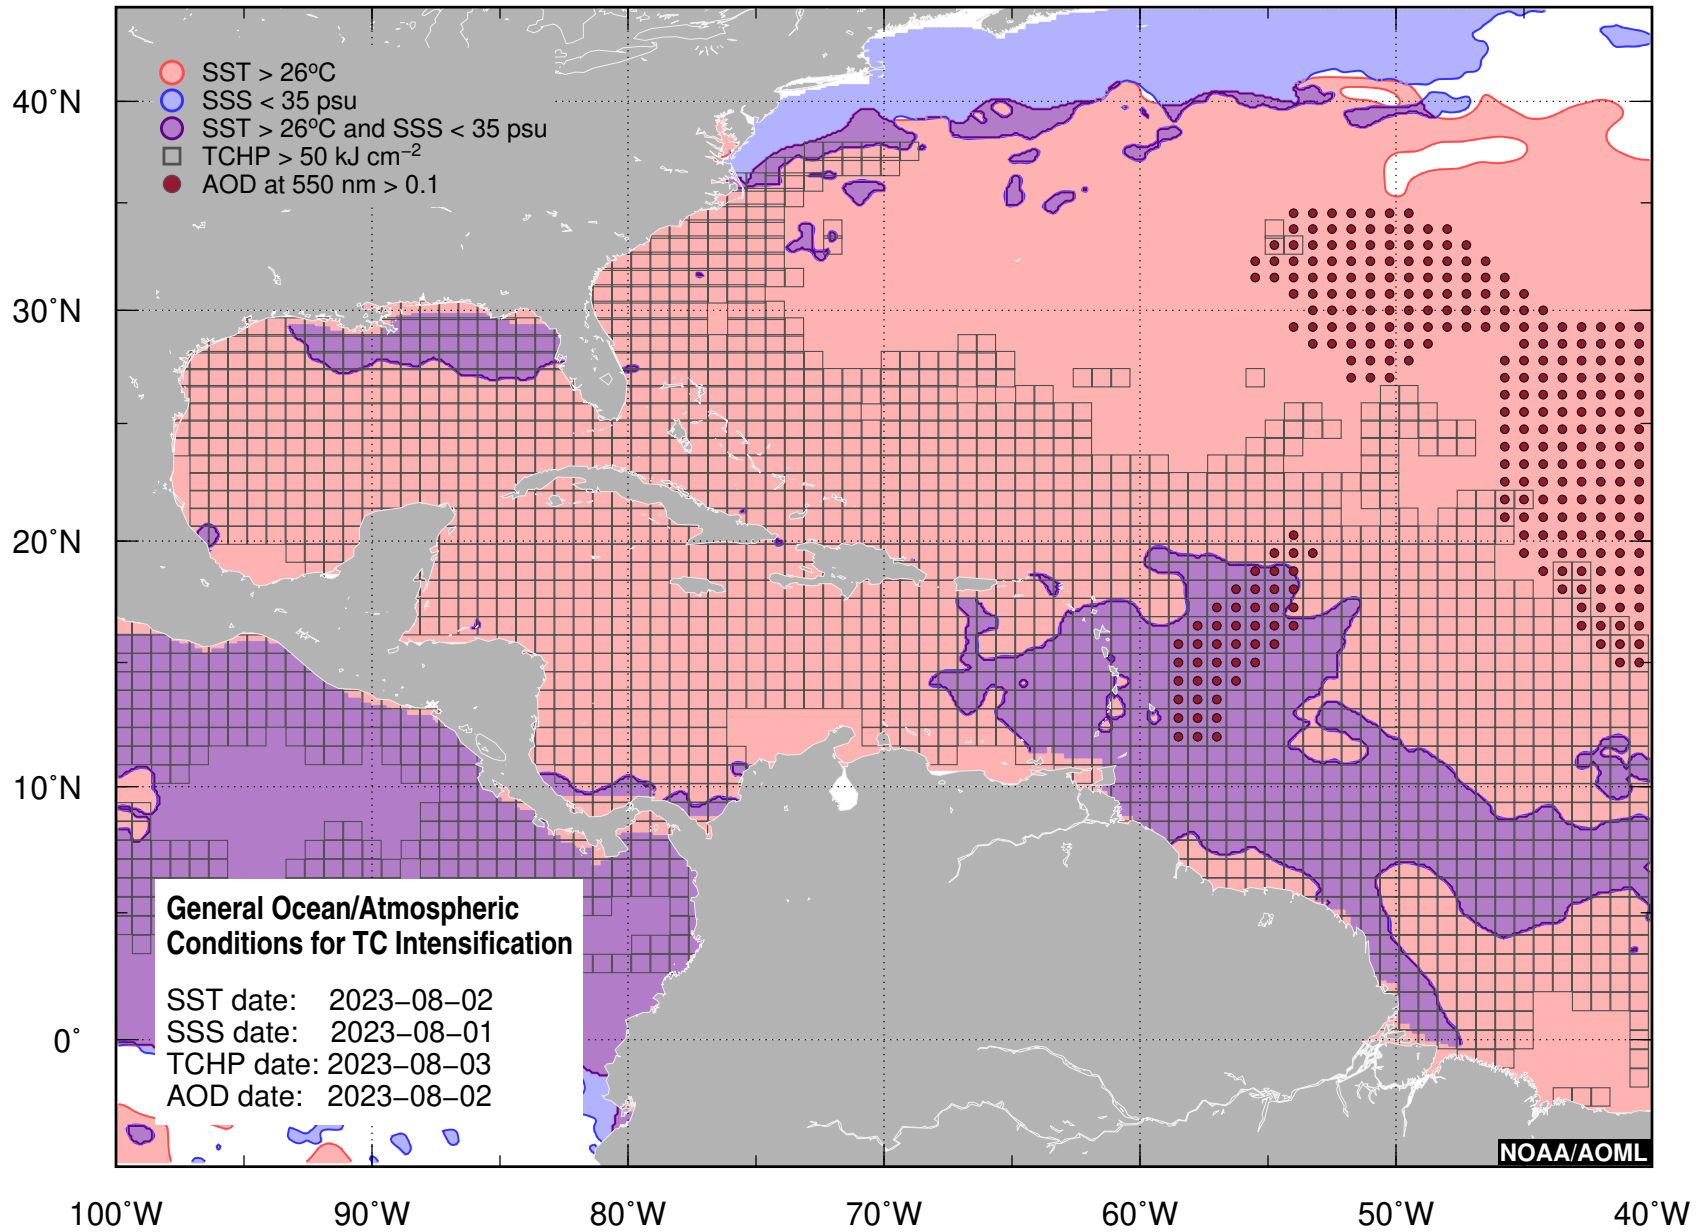 SST > 26°C
SSS < 35 psu
SST > 26°C and SSS < 35 psu
TCHP > 50 kJ cm⁻²
AOD at 550 nm > 0.1
40°N
30°N
20°N
10°N
0°
General Ocean/Atmospheric
Conditions for TC Intensification
SST date: 2023−08−02
SSS date: 2023−08−01
TCHP date: 2023−08−03
AOD date: 2023−08−02
NOAA/AOML
100°W 90°W 80°W 70°W 60°W 50°W 40°W